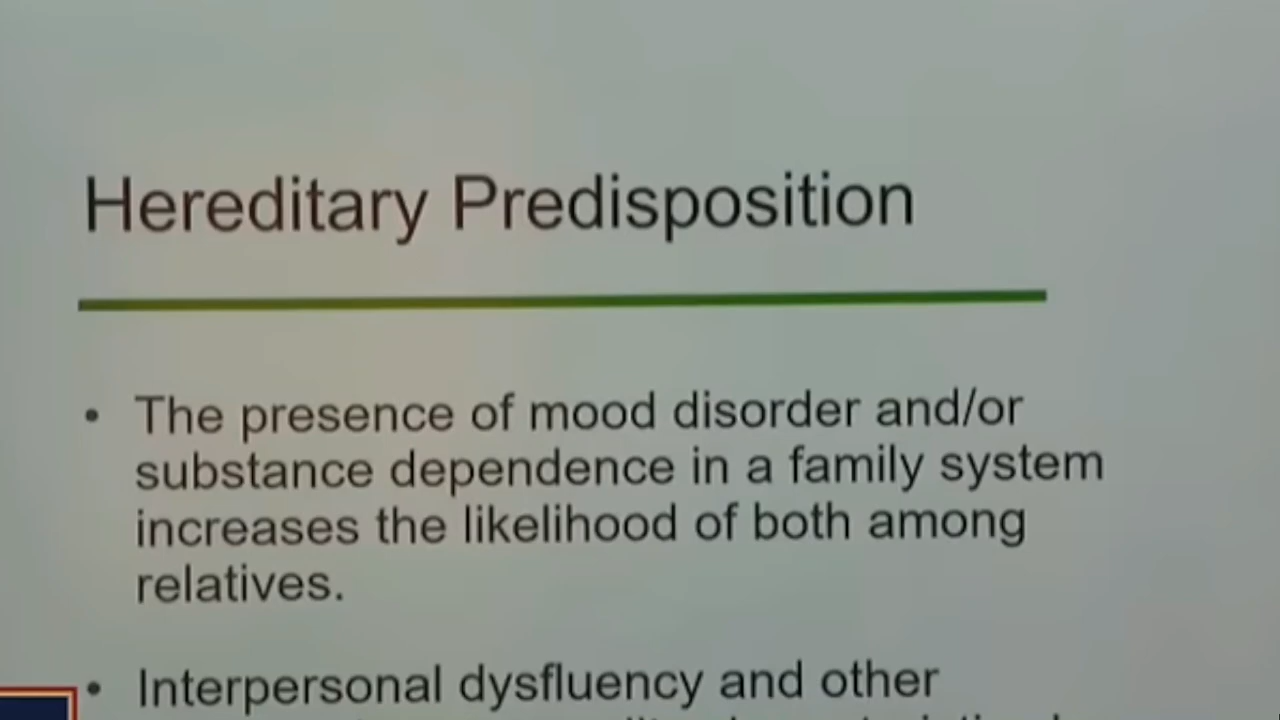 Hereditary Predisposition
• The presence of mood disorder and/or
substance dependence in a family system
increases the likelihood of both among
relatives.
• Interpersonal dysfluency and other